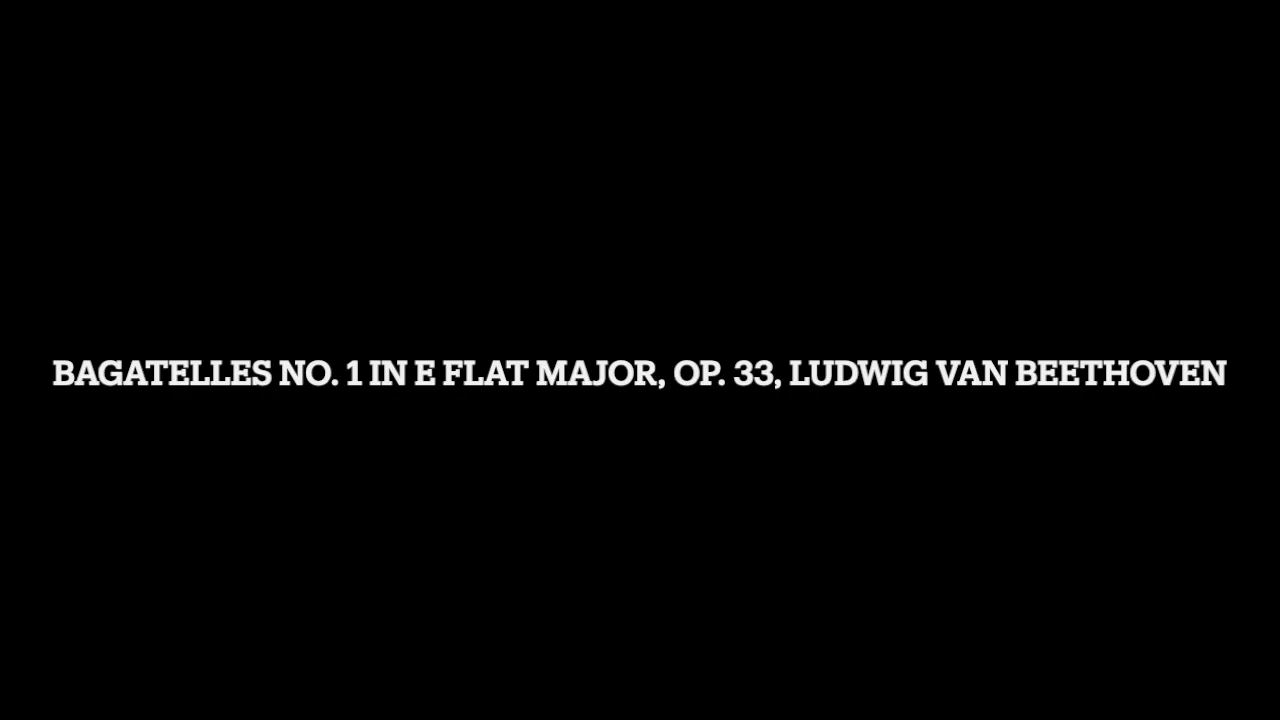 BAGATELLES NO. 1 IN E FLAT MAJOR, OP. 33, LUDWIG VAN BEETHOVEN